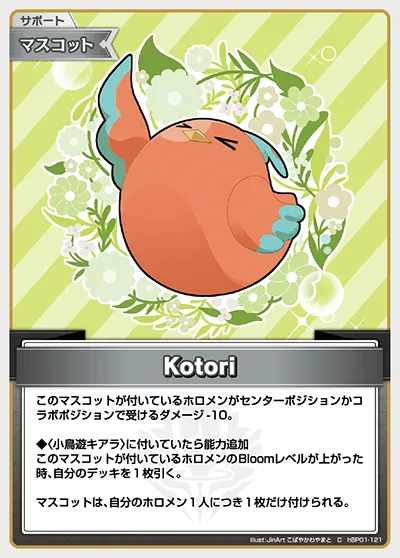 サポート
マスコット
Kotori
このマスコットが付いているホロメンがセンターポジションかコ
ラボポジションで受けるダメージ-10。
◆〈小鳥遊キアラ〉に付いていたら能力追加
このマスコットが付いているホロメンのBloomレベルが上がった
時、自分のデッキを1枚引く。
マスコットは、自分のホロメン1人につき1枚だけ付けられる。
illust:JinArt こばやかわやまと C hSP01-121